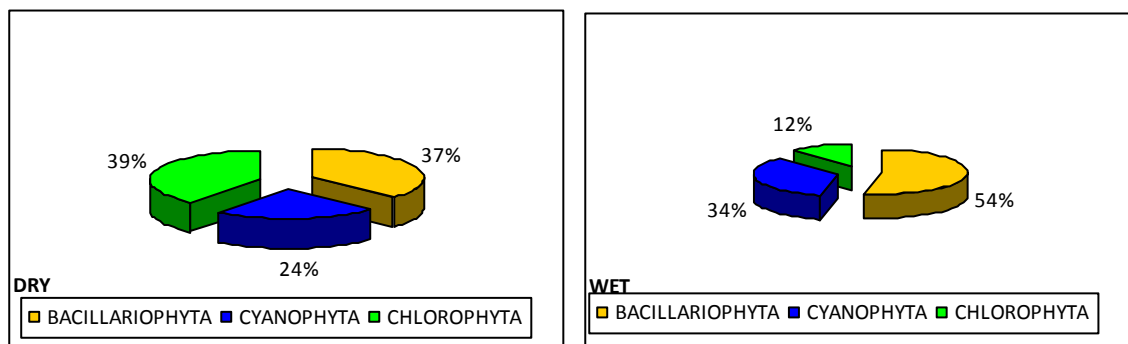 39%
37%
24%
DRY
BACILLARIOPHYTA CYANOPHYTA CHLOROPHYTA
12%
34%
54%
WET
BACILLARIOPHYTA CYANOPHYTA CHLOROPHYTA